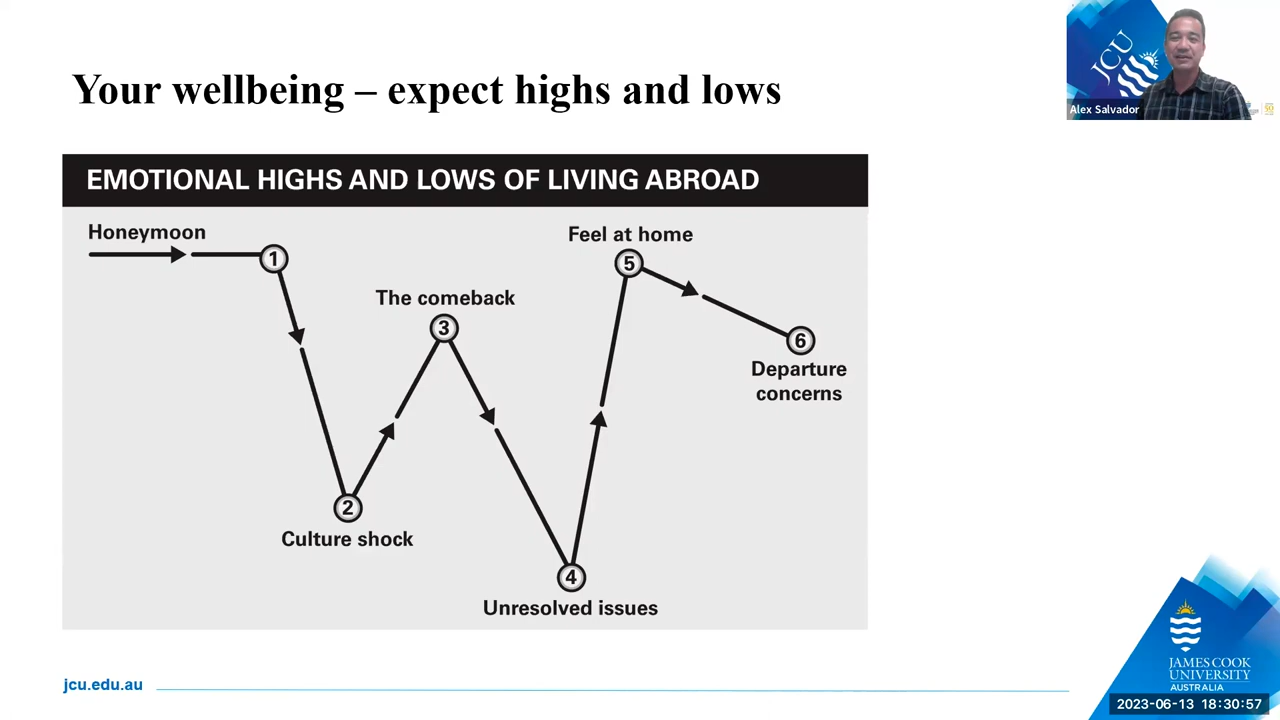 Your wellbeing – expect highs and lows
JCU
Alex Salvador
EMOTIONAL HIGHS AND LOWS OF LIVING ABROAD
Honeymoon
1
Feel at home
5
The comeback
3
6
Departure
concerns
2
Culture shock
4
Unresolved issues
jcu.edu.au
JAMES COOK
UNIVERSITY
AUSTRALIA
2023-06-13 18:30:57